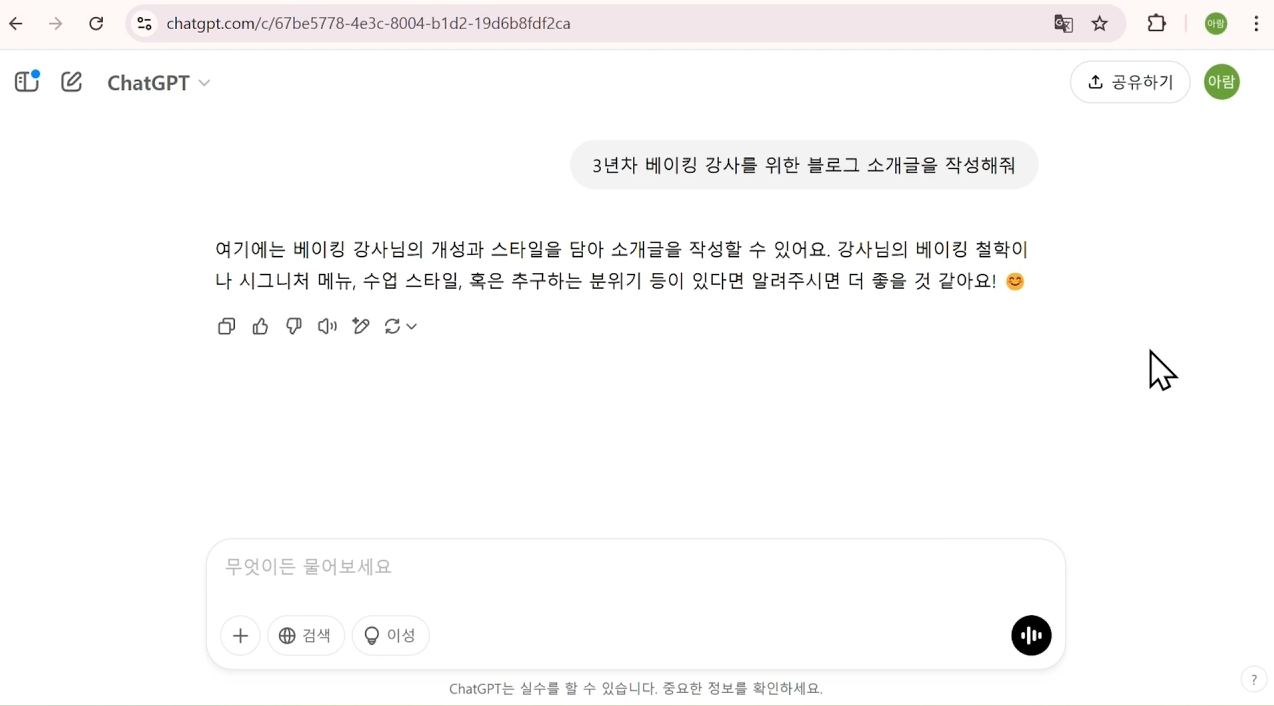 chatgpt.com/c/67be5778-4e3c-8004-b1d2-19d6b8fdf2ca
아람
ChatGPT
공유하기
아람
3년차 베이킹 강사를 위한 블로그 소개글을 작성해줘
여기에는 베이킹 강사님의 개성과 스타일을 담아 소개글을 작성할 수 있어요. 강사님의 베이킹 철학이
나 시그니처 메뉴, 수업 스타일, 혹은 추구하는 분위기 등이 있다면 알려주시면 더 좋을 것 같아요! 😊
무엇이든 물어보세요
검색
이성
ChatGPT는 실수를 할 수 있습니다. 중요한 정보를 확인하세요.
?